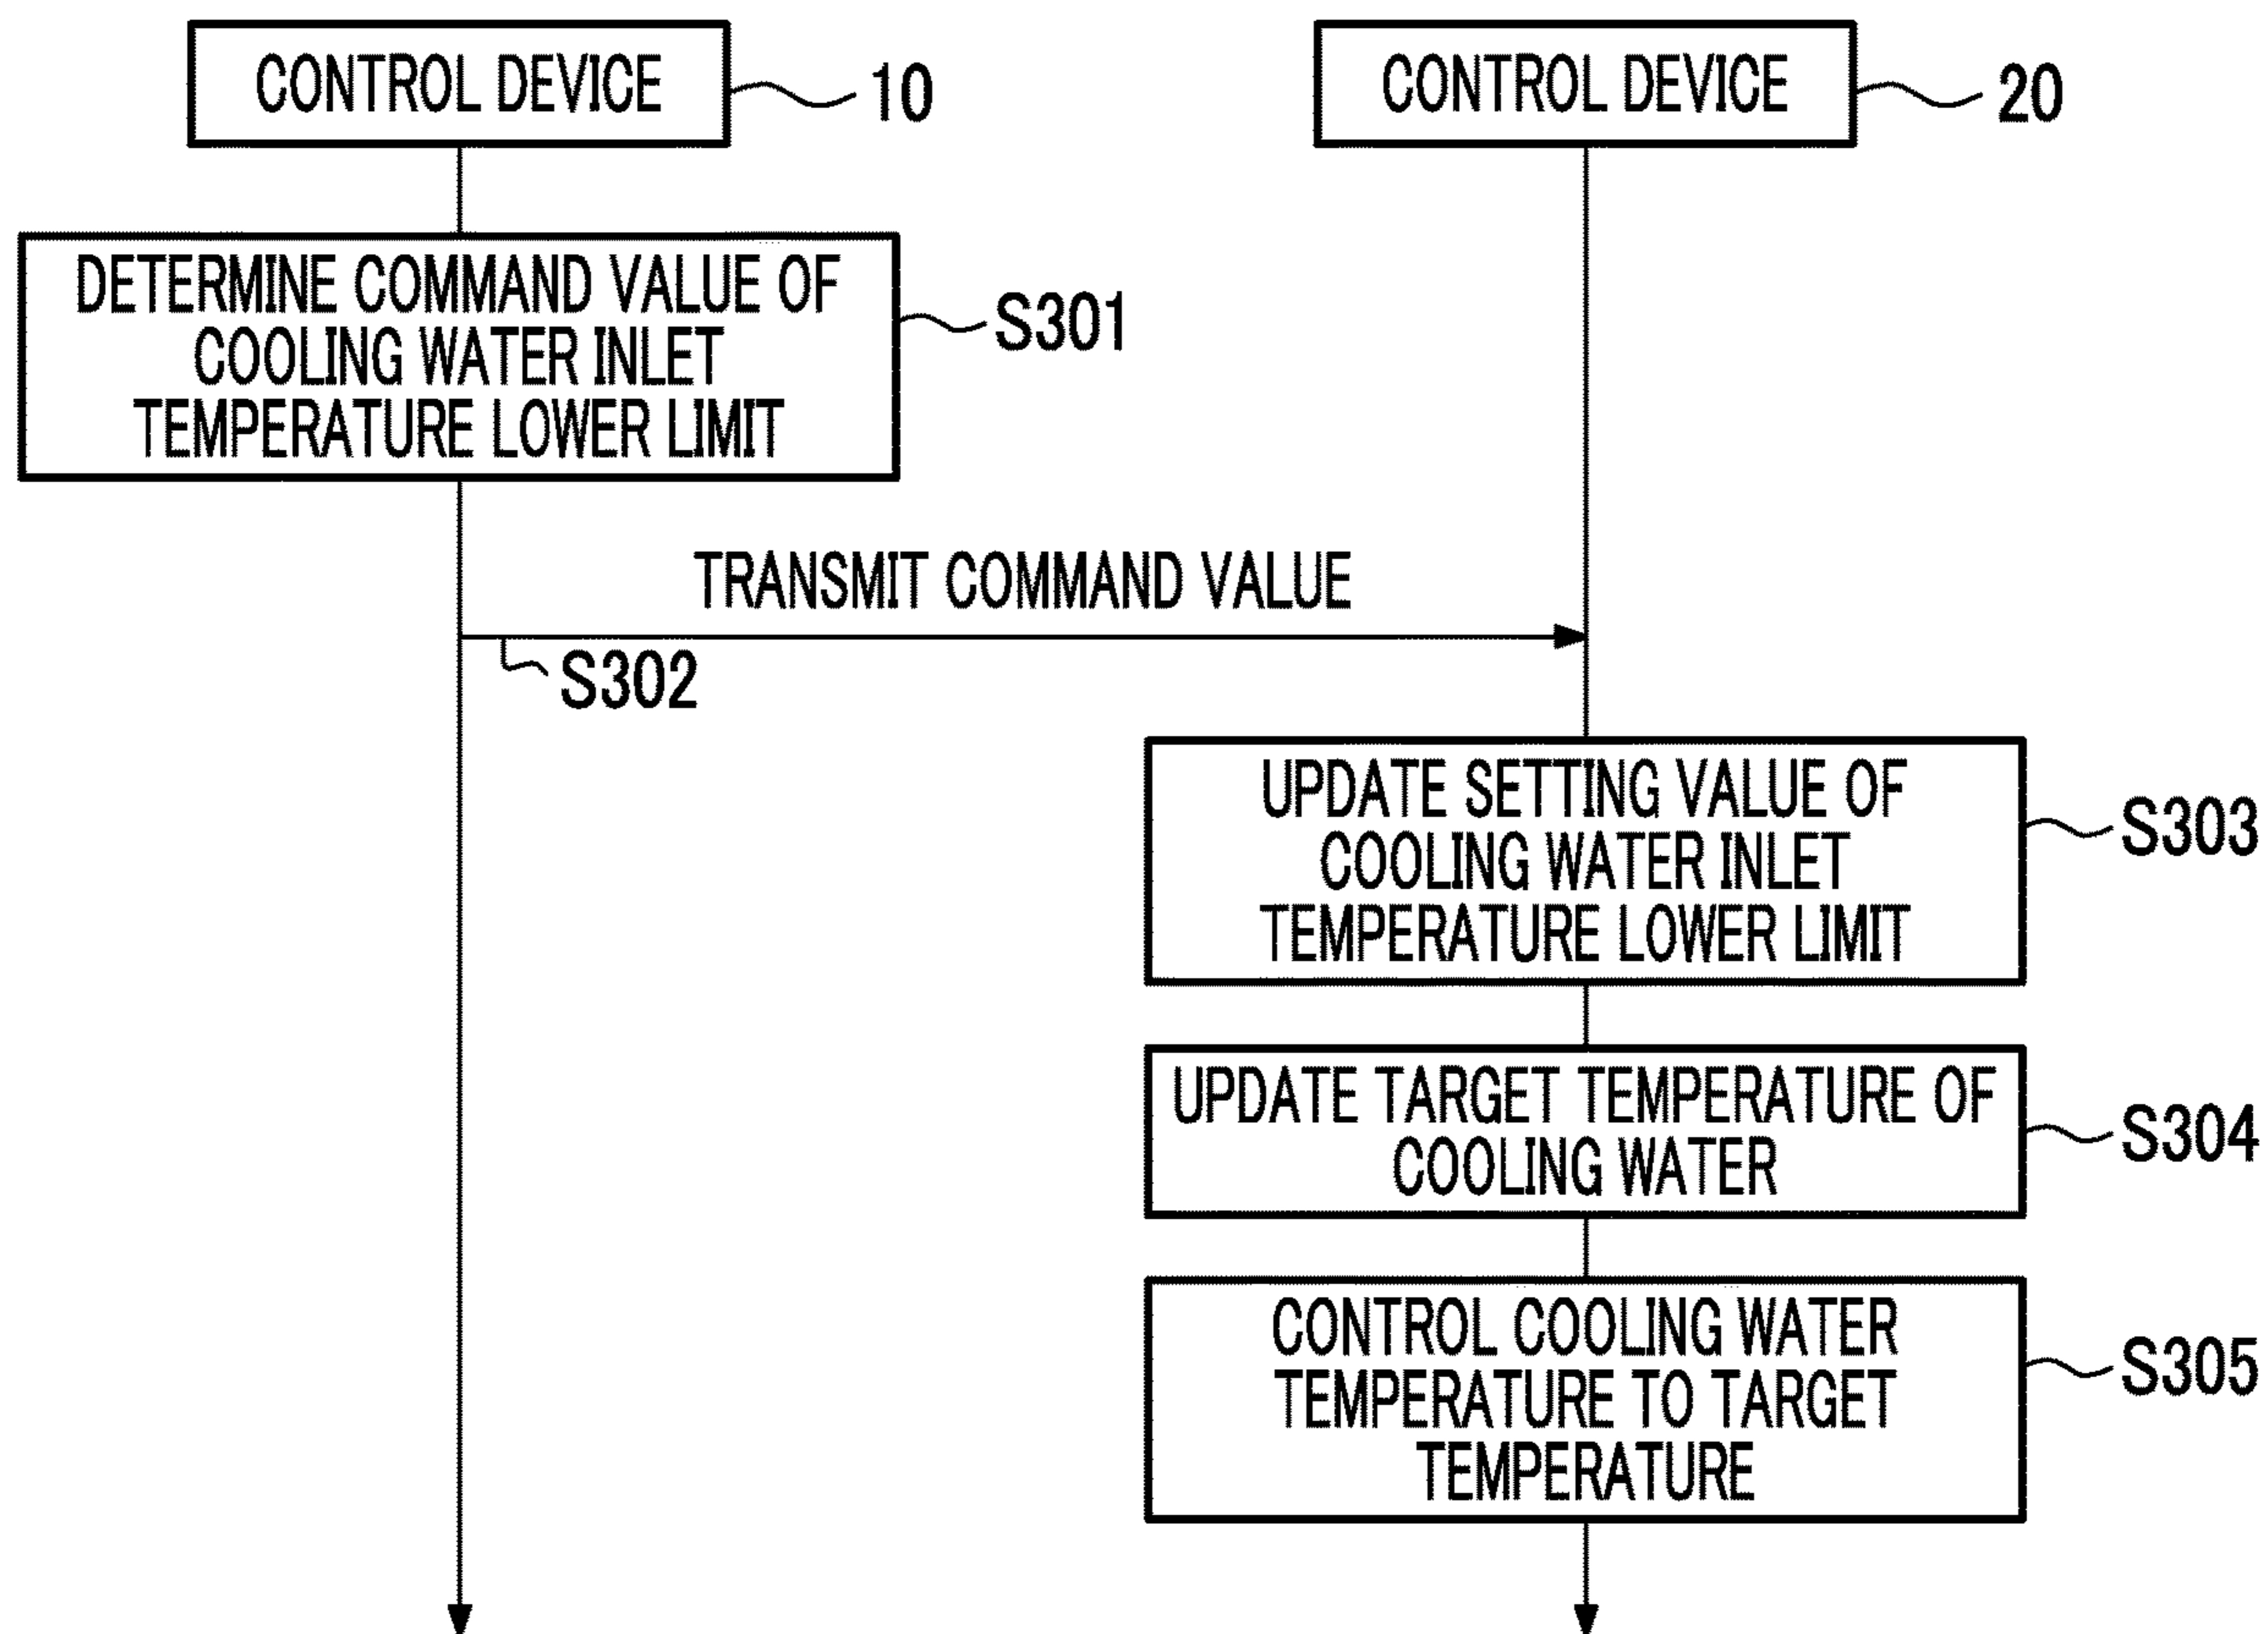 CONTROL DEVICE
10
CONTROL DEVICE
20
DETERMINE COMMAND VALUE OF
COOLING WATER INLET
TEMPERATURE LOWER LIMIT
S301
TRANSMIT COMMAND VALUE
S302
UPDATE SETTING VALUE OF
COOLING WATER INLET
TEMPERATURE LOWER LIMIT
S303
UPDATE TARGET TEMPERATURE OF
COOLING WATER
S304
CONTROL COOLING WATER
TEMPERATURE TO TARGET
TEMPERATURE
S305